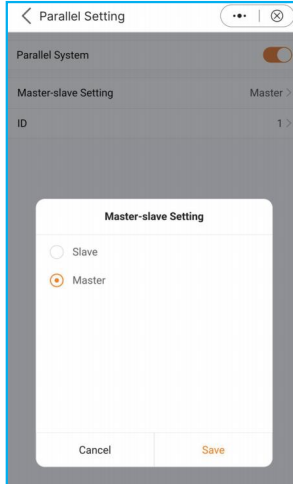 Parallel Setting
Parallel System
Master-slave Setting Master
ID 1
Master-slave Setting
Slave
Master
Cancel Save